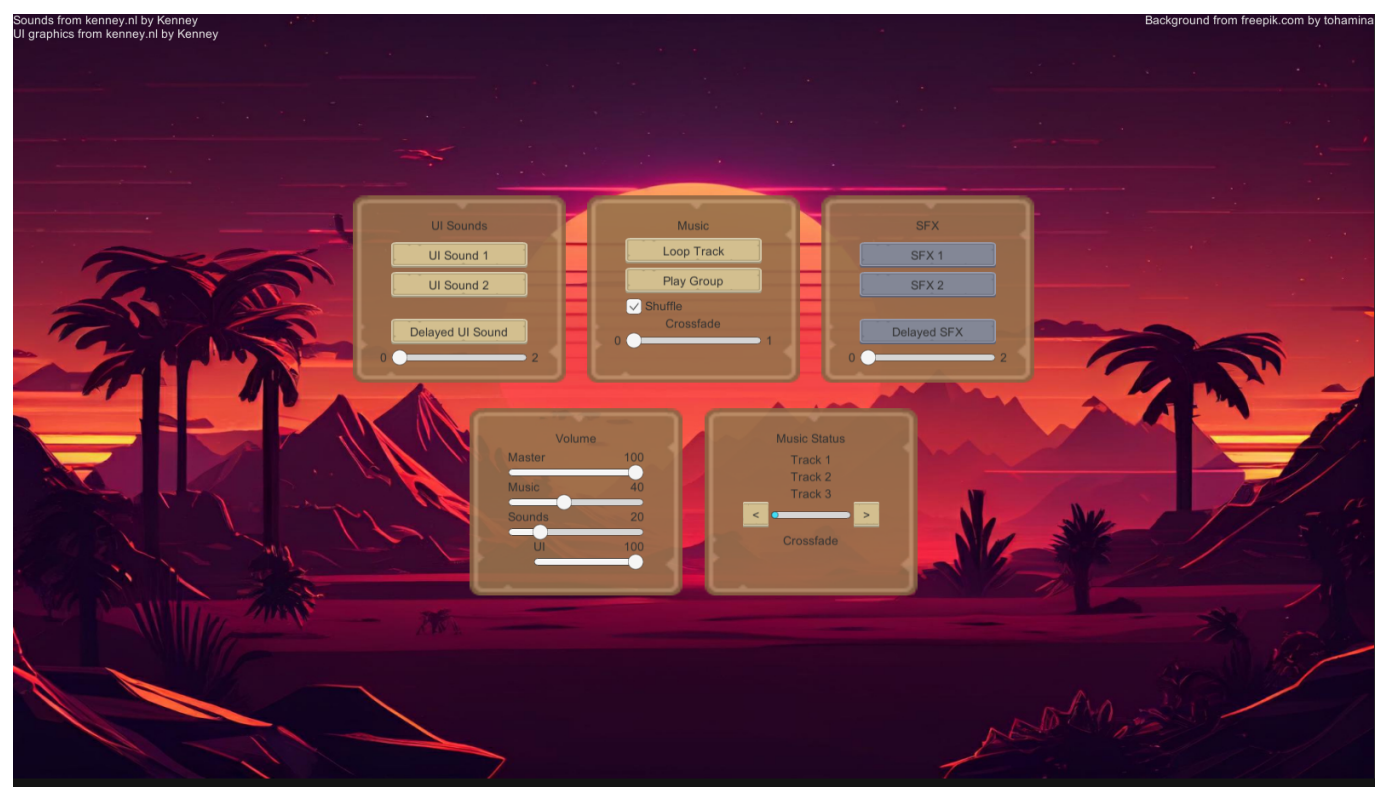 Sounds from kenney.nl by Kenney
UI graphics from kenney.nl by Kenney
Background from freepik.com by tohamina
UI Sounds
UI Sound 1
UI Sound 2
Delayed UI Sound
0 2
Music
Loop Track
Play Group
Shuffle
Crossfade
0 1
SFX
SFX 1
SFX 2
Delayed SFX
0 2
Volume
Master 100
Music 40
Sounds 20
UI 100
Music Status
Track 1
Track 2
Track 3
< >
Crossfade